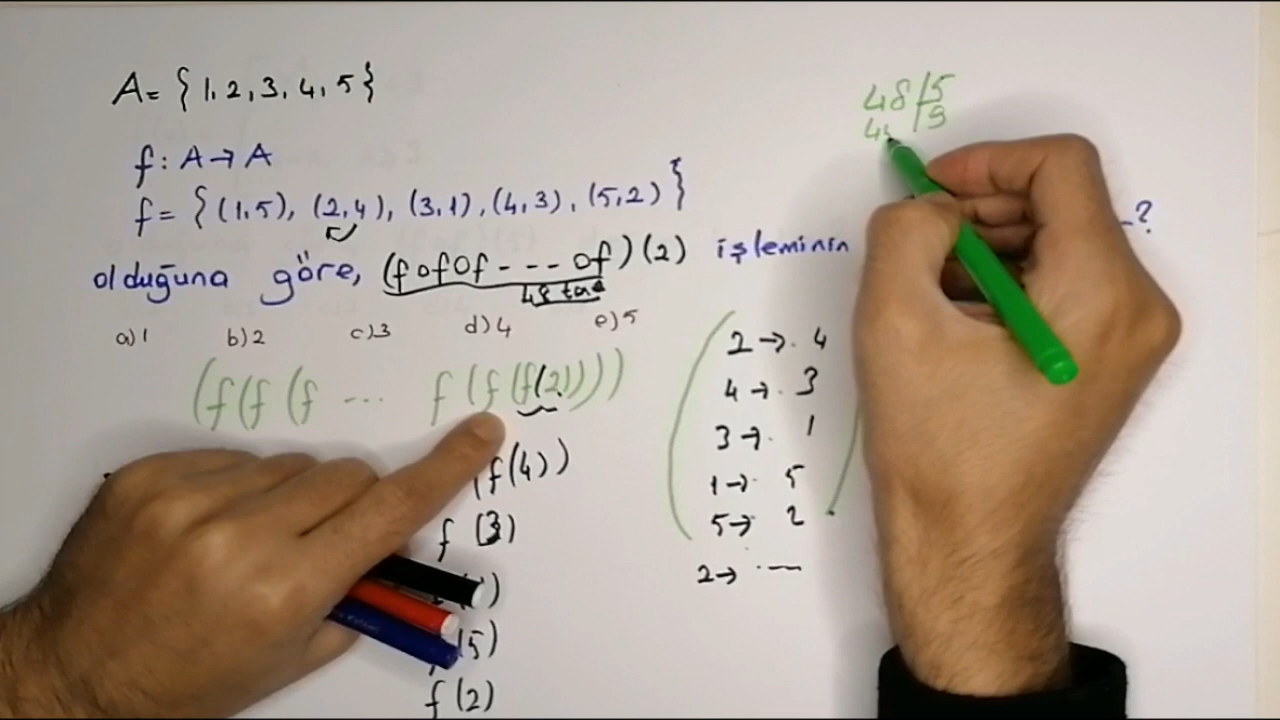 A = {1, 2, 3, 4, 5}
f : A → A
f = {(1,5), (2,4), (3,1), (4,3), (5,2)}
olduğuna göre, (fofof - - - of)(2) işleminin ?
48 tane
a) 1 b) 2 c) 3 d) 4 e) 5
(f(f(f ... f(f(f(2))))
(f(4))
f(3)
)
(5)
f(2)
2 → 4
4 → 3
3 → 1
1 → 5
5 → 2
2 → . —
48 5
9
4